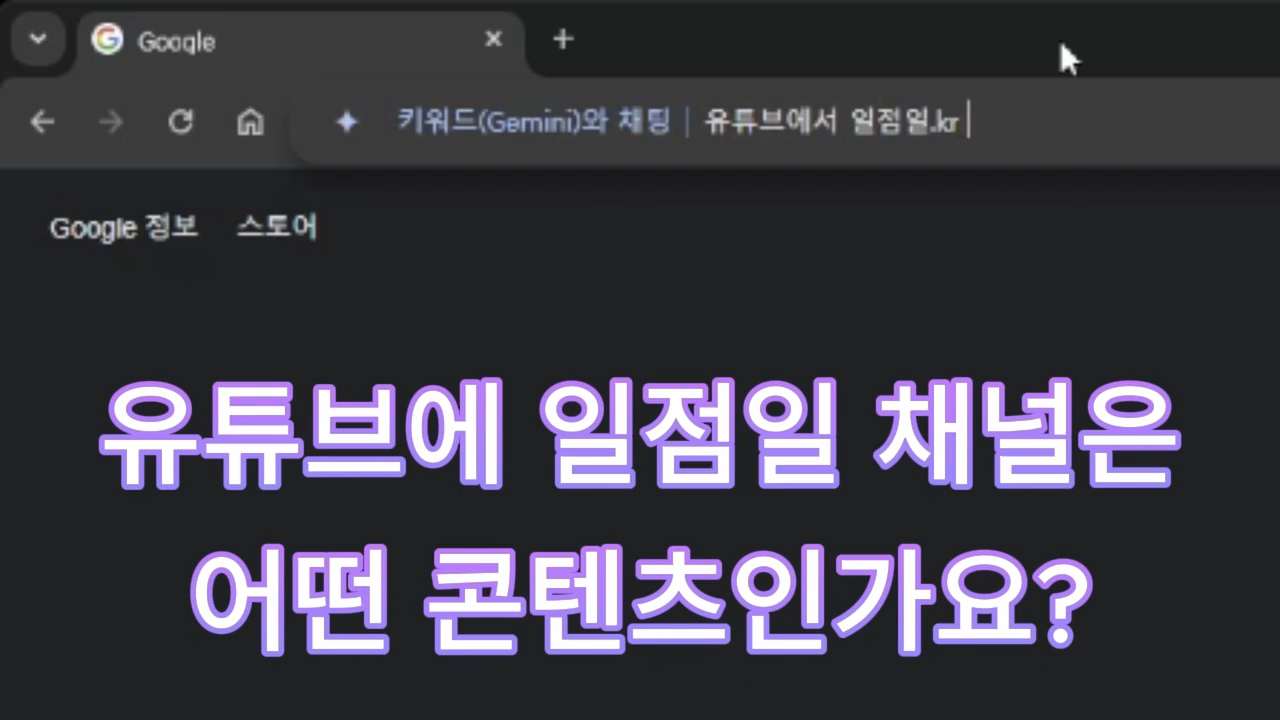 Google
키워드(Gemini)와 채팅 | 유튜브에서 일점일.kr
Google 정보 스토어
유튜브에 일점일 채널은
어떤 콘텐츠인가요?